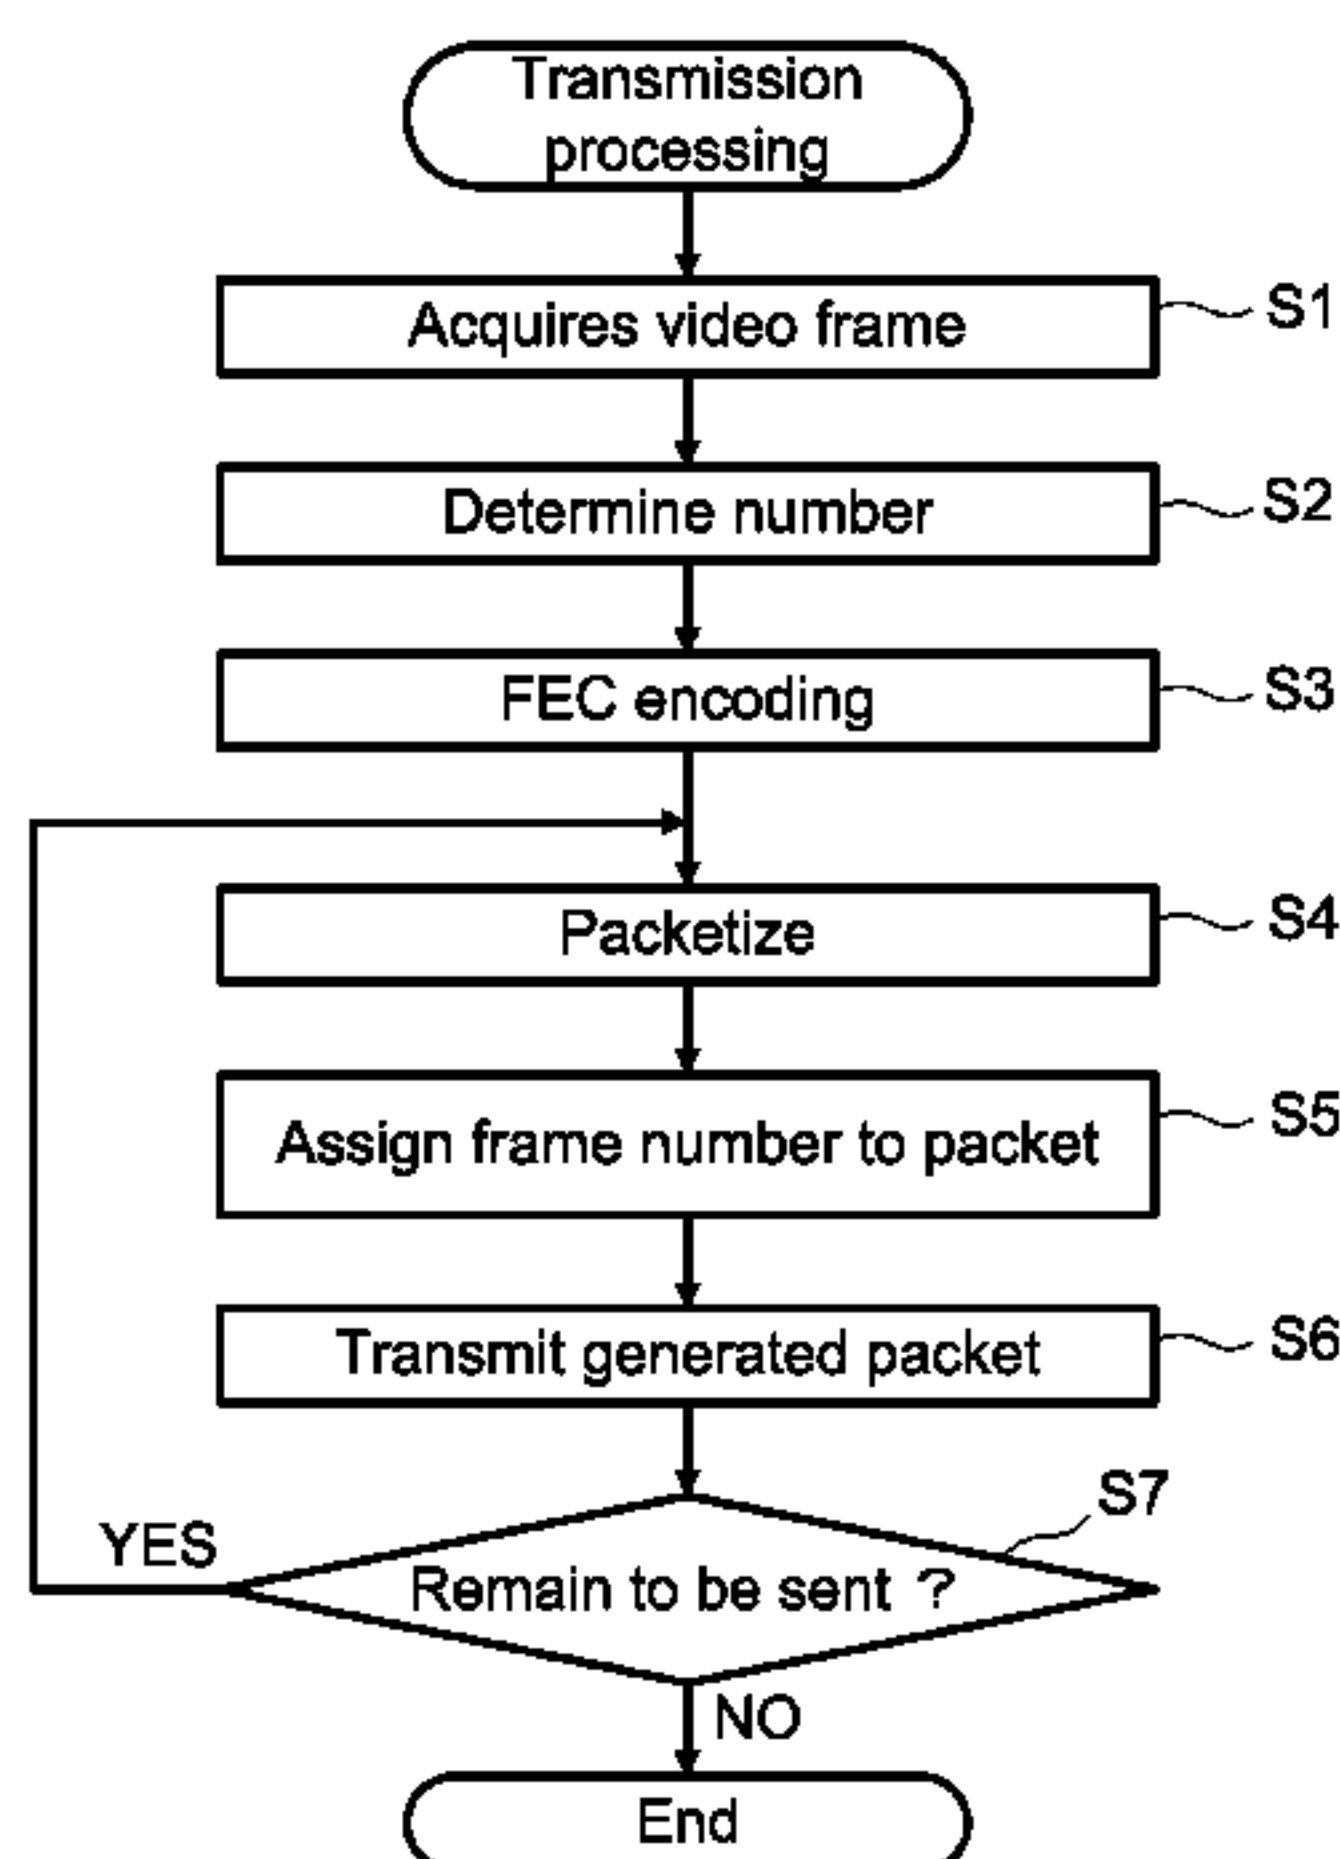 Transmission
processing
Acquires video frame
S1
Determine number
S2
FEC encoding
S3
Packetize
S4
Assign frame number to packet
S5
Transmit generated packet
S6
S7
YES
Remain to be sent ?
NO
End